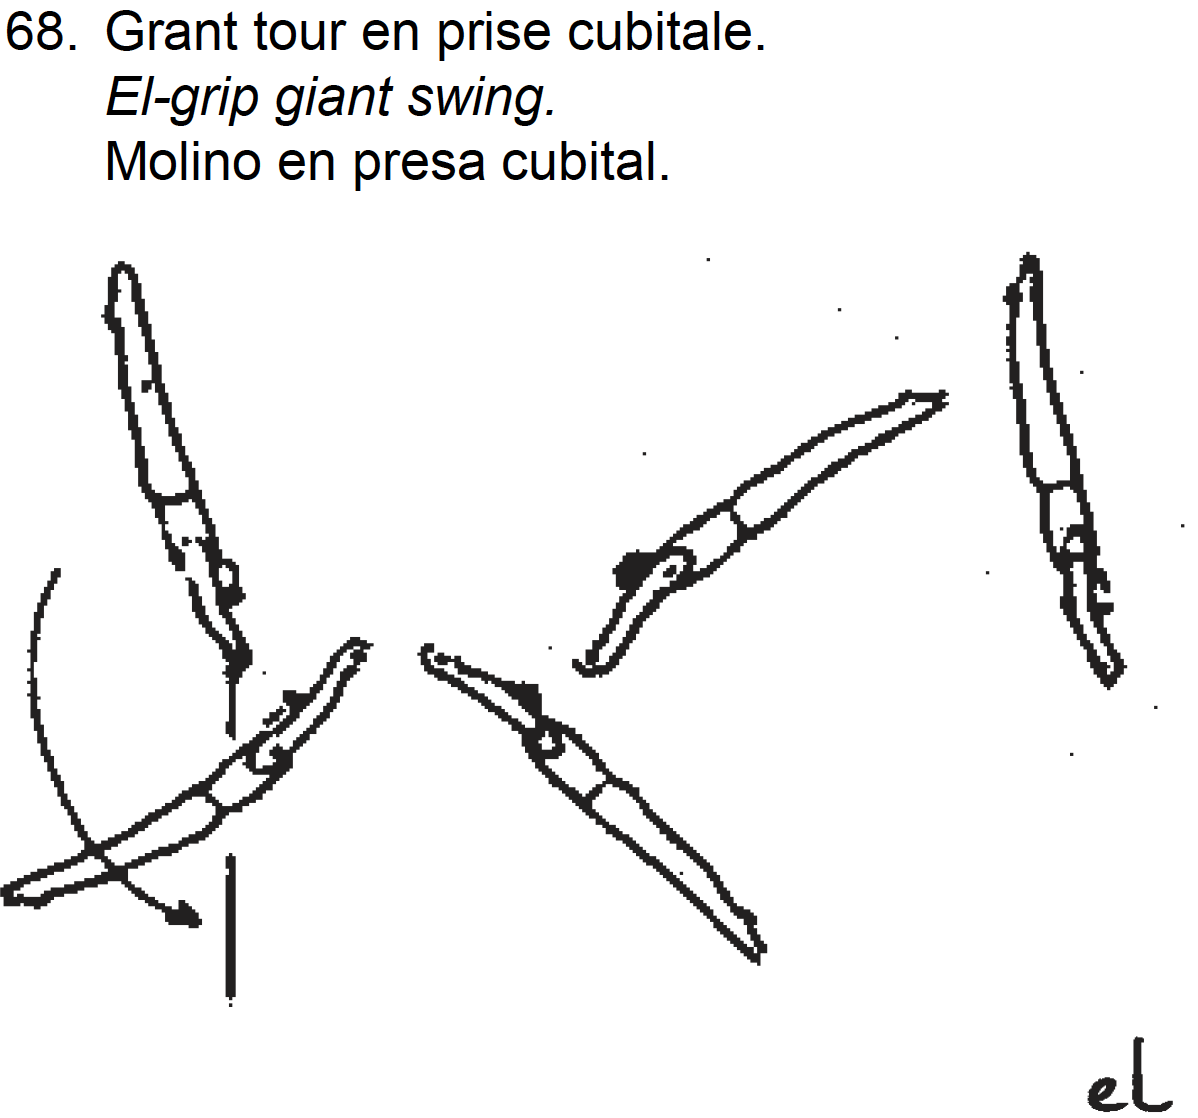 68. Grant tour en prise cubitale.
El-grip giant swing.
Molino en presa cubital.
eL